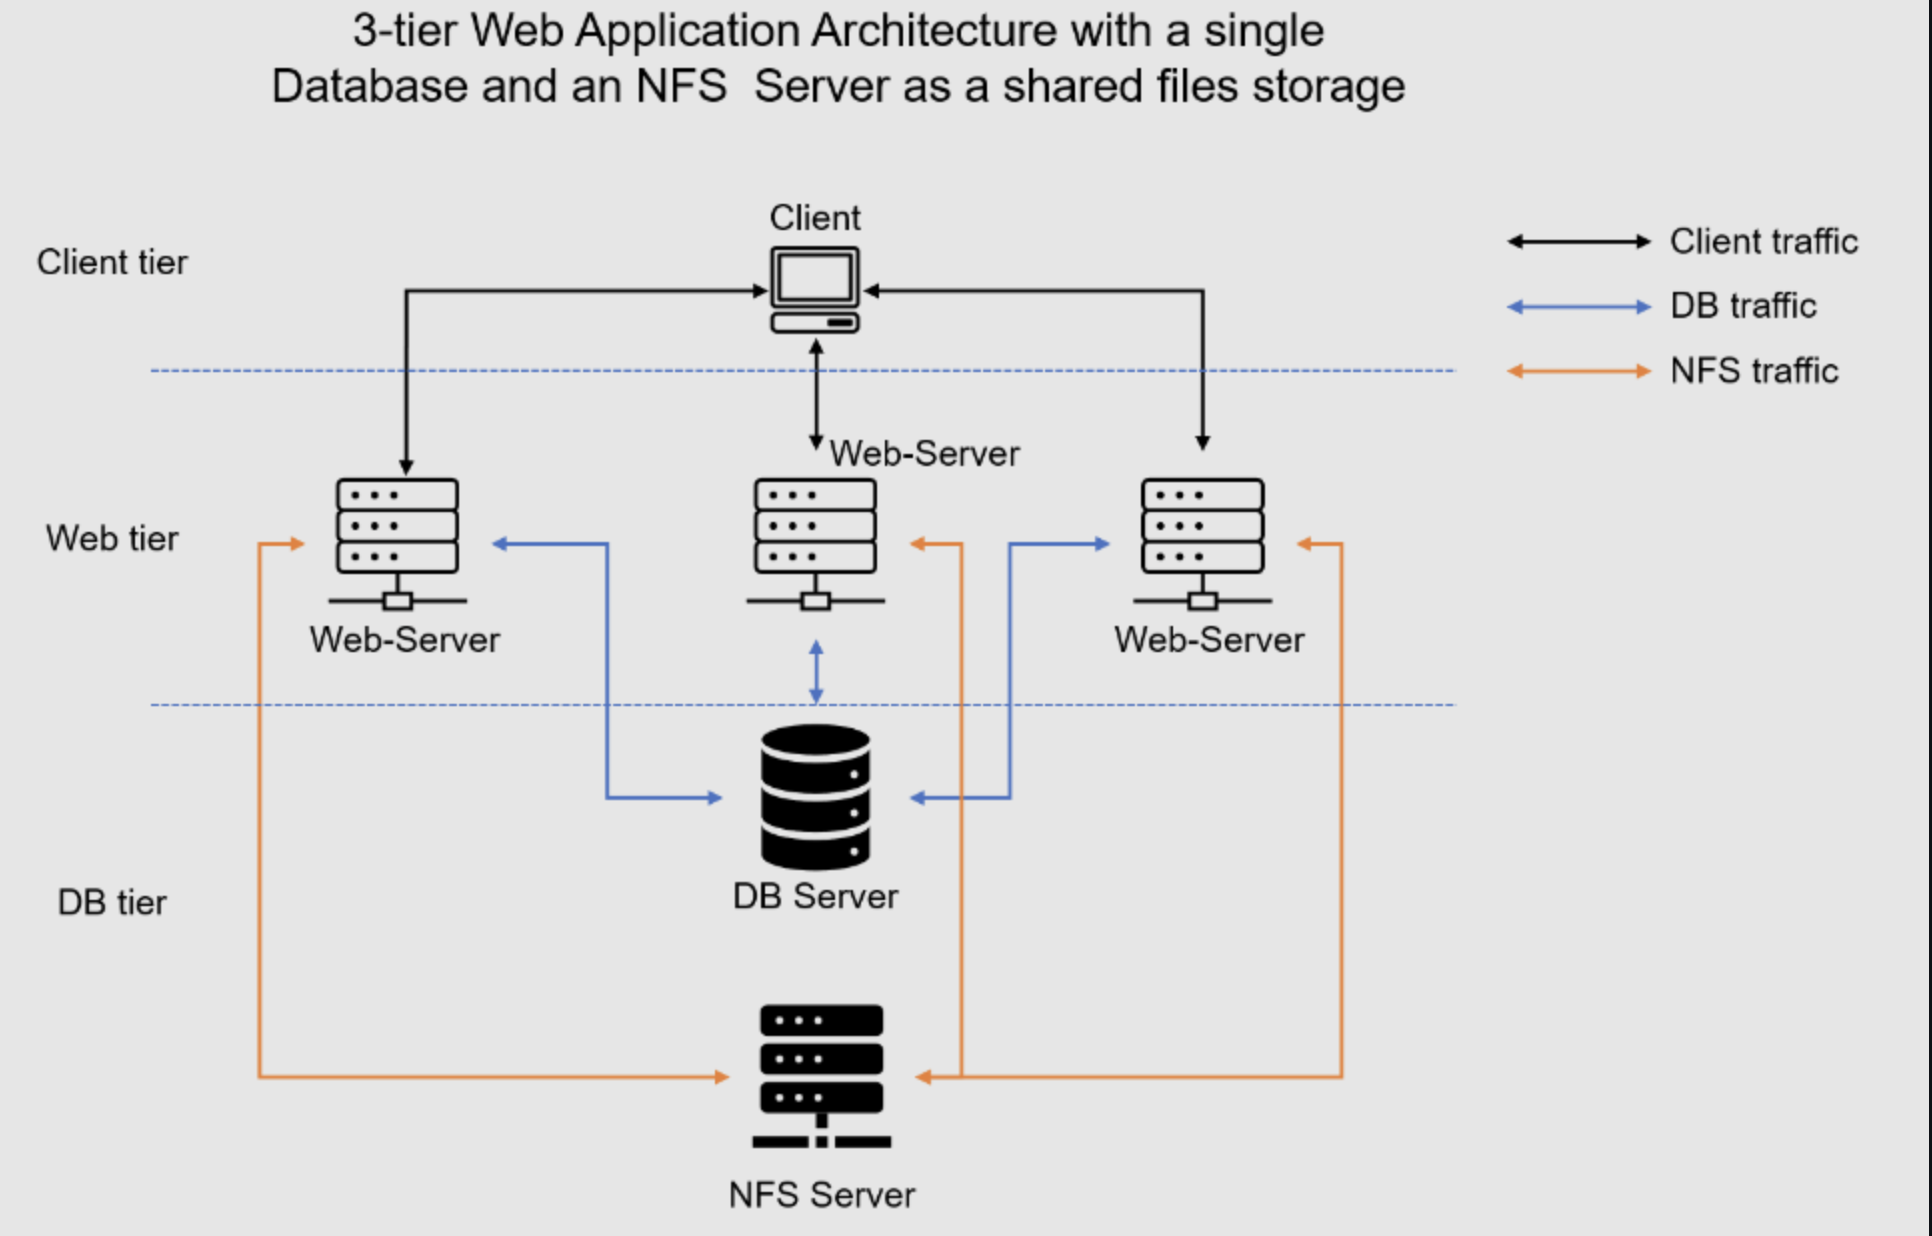 3-tier Web Application Architecture with a single
Database and an NFS  Server as a shared files storage
Client
Client tier
Client traffic
DB traffic
NFS traffic
Web-Server
Web tier
Web-Server
Web-Server
DB Server
DB tier
NFS Server